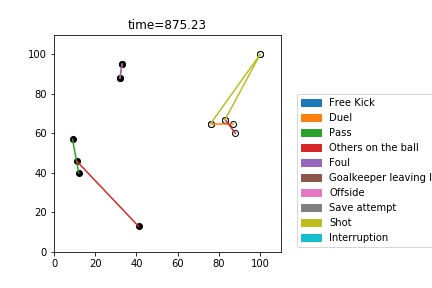 time=875.23
100
80
60
40
20
0
0
20
40
60
80
100
Free Kick
Duel
Pass
Others on the ball
Foul
Goalkeeper leaving
Offside
Save attempt
Shot
Interruption